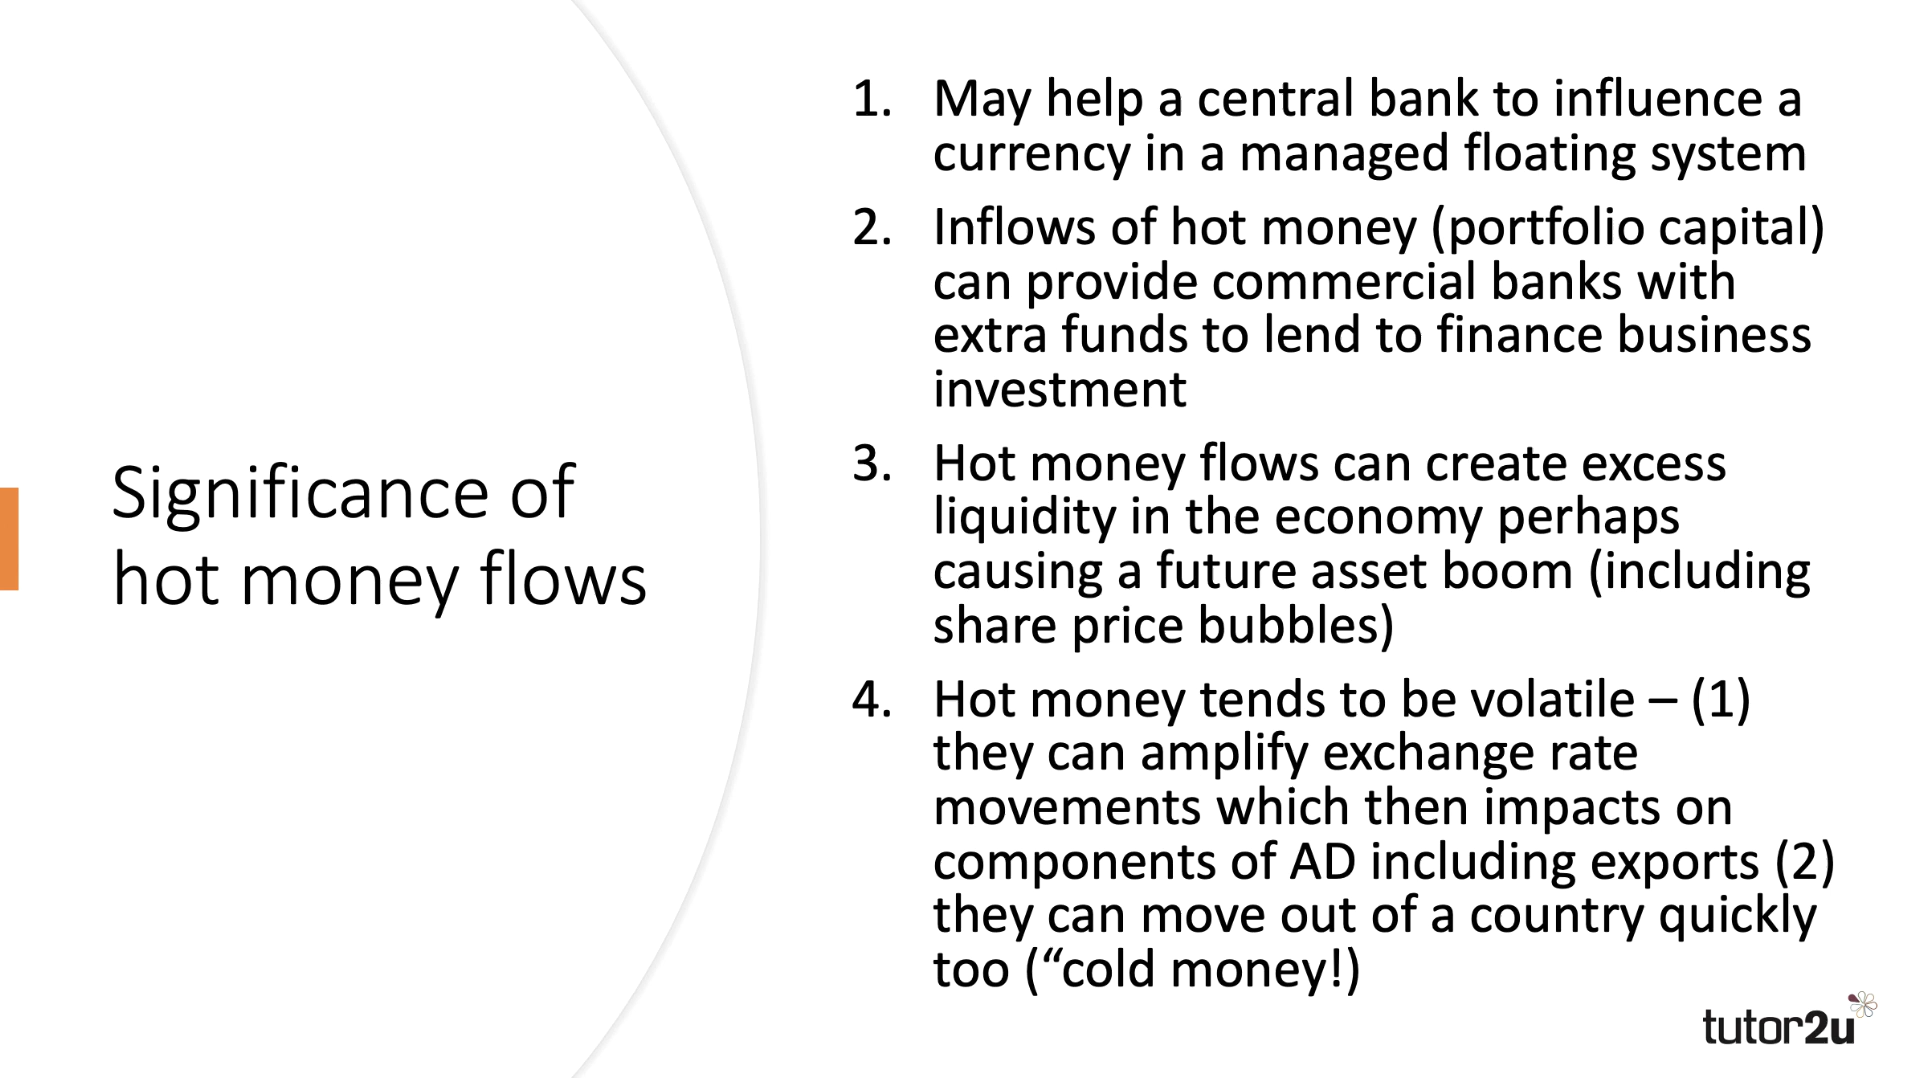 Significance of
hot money flows
1. May help a central bank to influence a
currency in a managed floating system
2. Inflows of hot money (portfolio capital)
can provide commercial banks with
extra funds to lend to finance business
investment
3. Hot money flows can create excess
liquidity in the economy perhaps
causing a future asset boom (including
share price bubbles)
4. Hot money tends to be volatile – (1)
they can amplify exchange rate
movements which then impacts on
components of AD including exports (2)
they can move out of a country quickly
too (“cold money!)
tutor2u